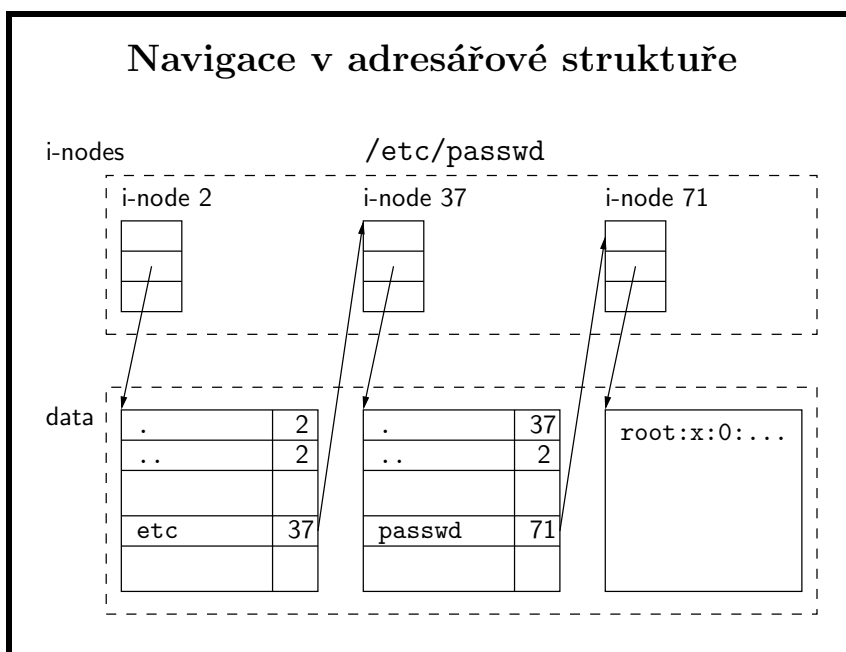 Navigace v adresářové struktuře
i-nodes /etc/passwd
i-node 2 i-node 37 i-node 71
data
. 2 . 37 root:x:0:...
.. 2 .. 2
etc 37 passwd 71